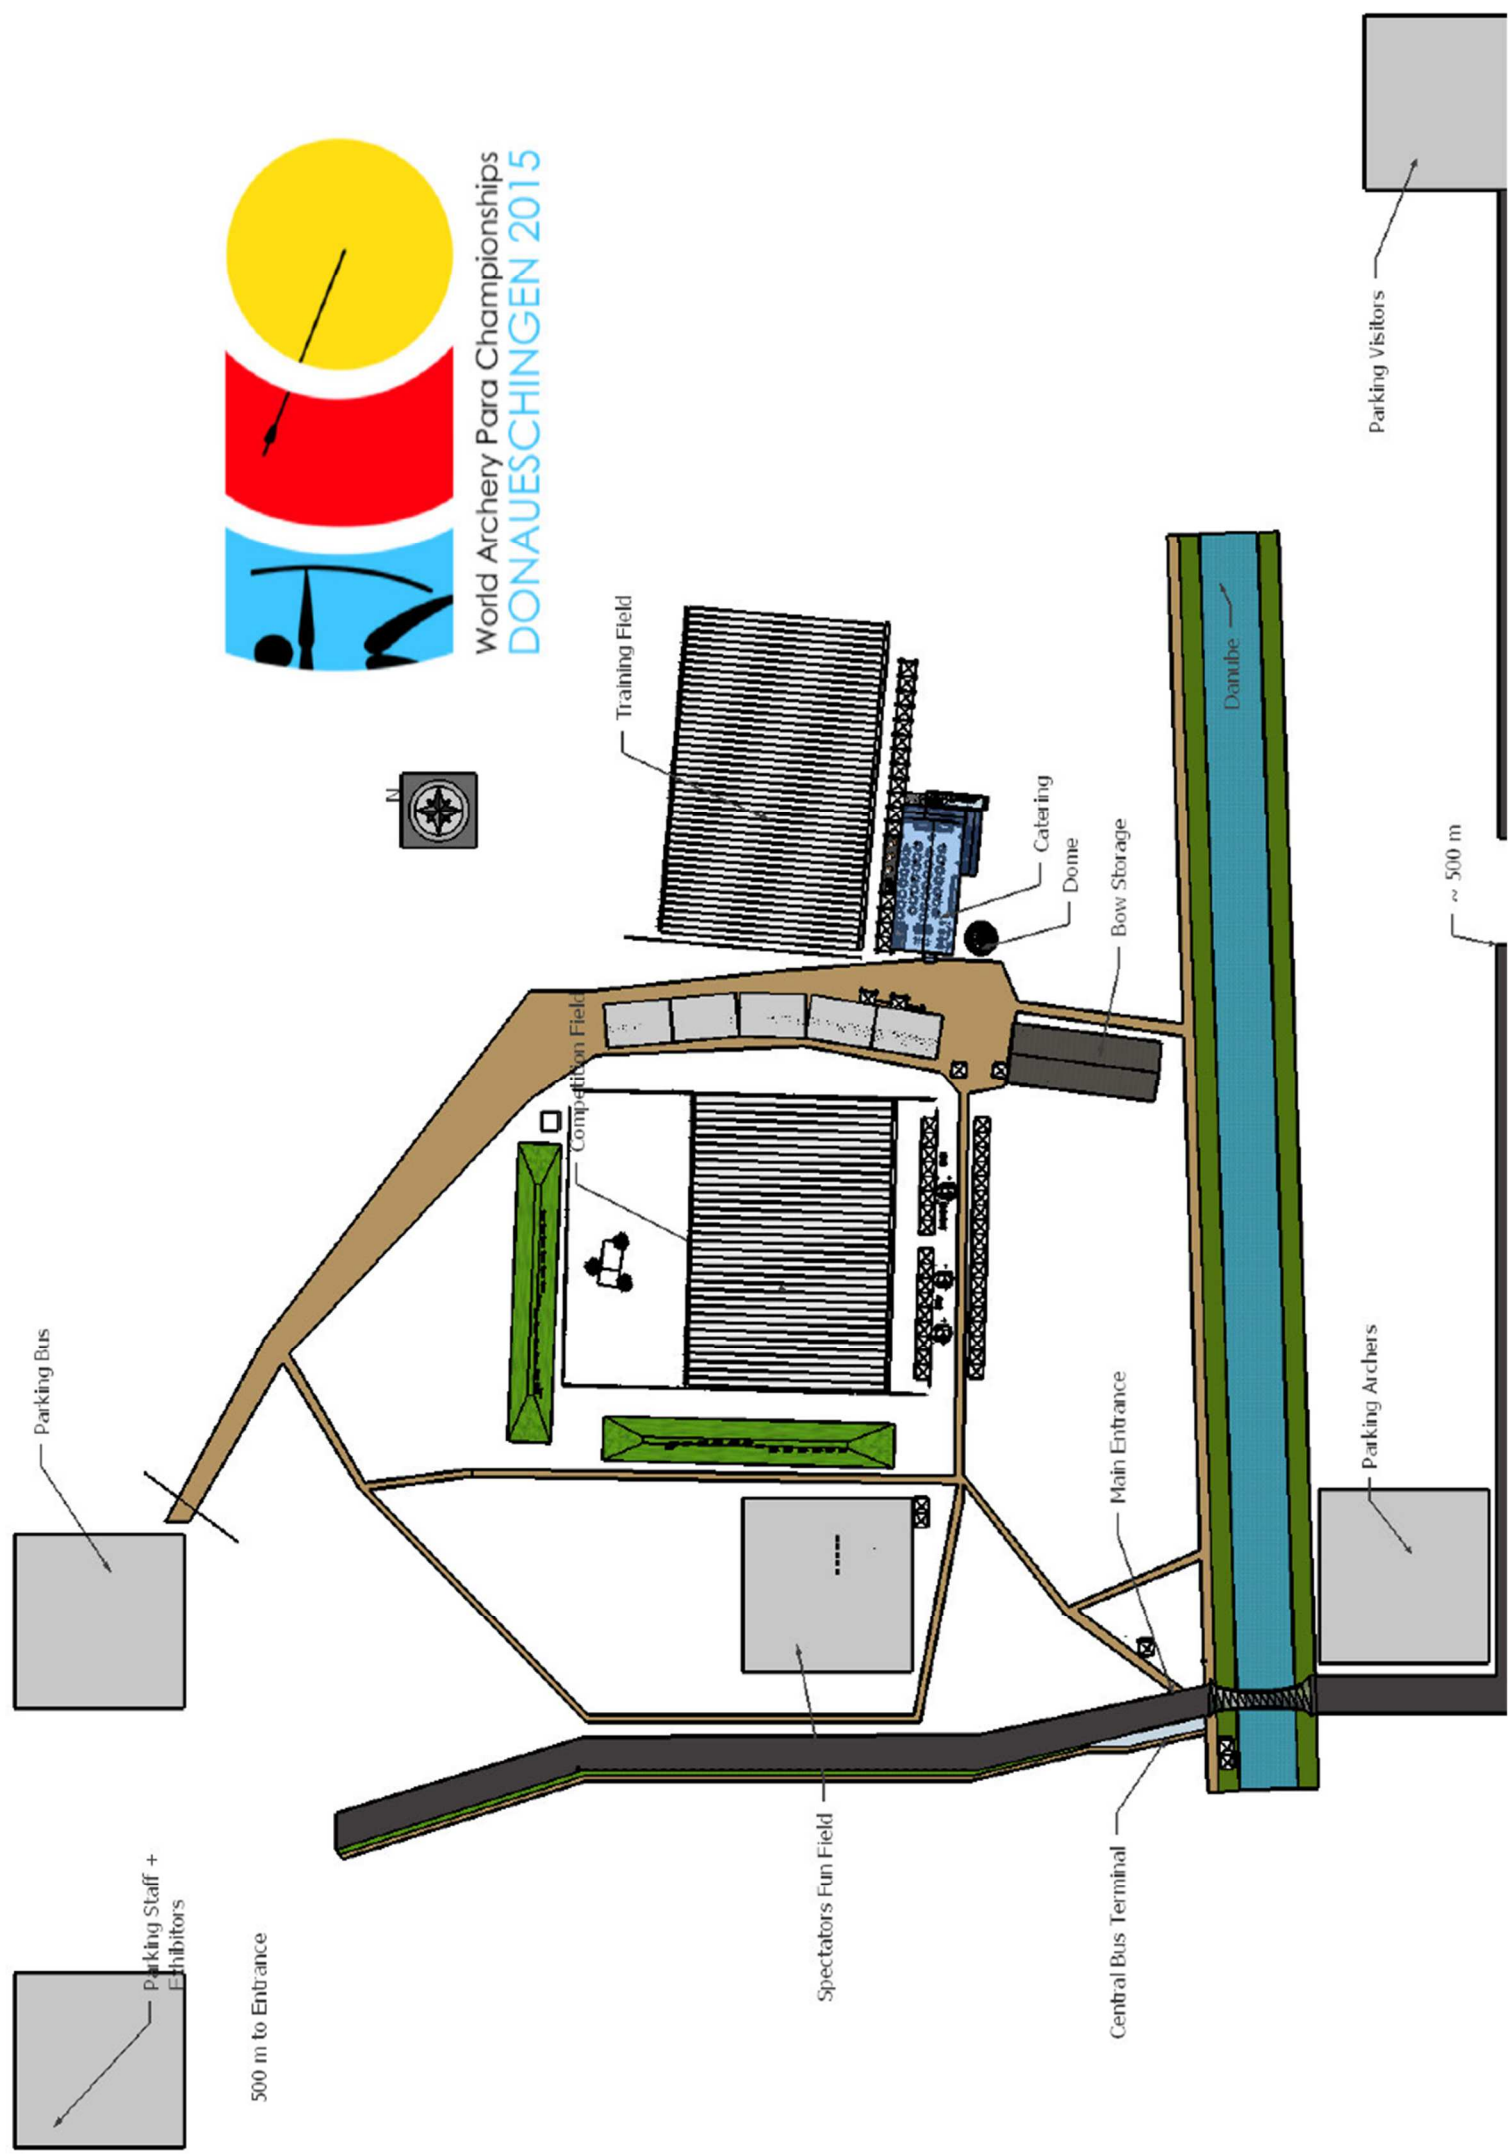 Parking Staff +
Exhibitors
500 m to Entrance
Parking Bus
World Archery Para Championships
DONAUESCHINGEN 2015
N
Training Field
Competition Field
Spectators Fun Field
Catering
Dome
Bow Storage
Main Entrance
Central Bus Terminal
Danube
Parking Archers
Parking Visitors
~ 500 m